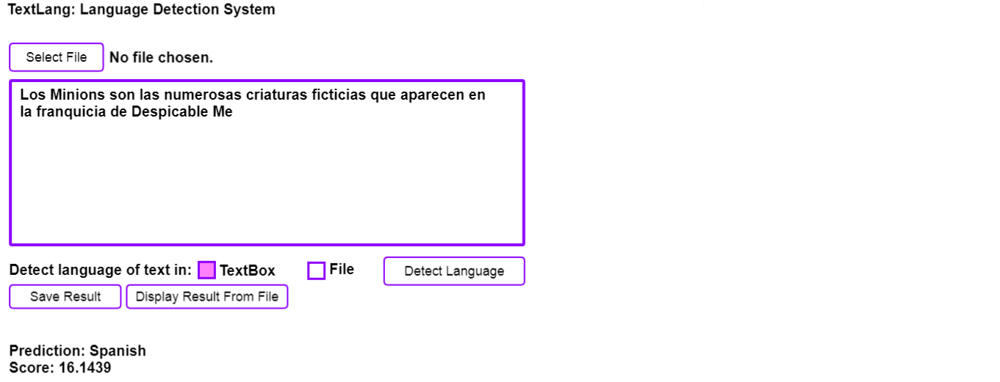 TextLang: Language Detection System
Select File No file chosen.
Los Minions son las numerosas criaturas ficticias que aparecen en
la franquicia de Despicable Me
Detect language of text in: TextBox File Detect Language
Save Result Display Result From File
Prediction: Spanish
Score: 16.1439